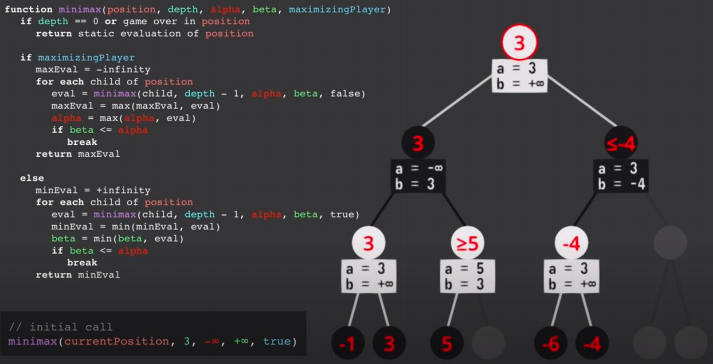 function minimax(position, depth, alpha, beta, maximizingPlayer)
if depth == 0 or game over in position
return static evaluation of position
if maximizingPlayer
maxEval = -infinity
for each child of position
eval = minimax(child, depth - 1, alpha, beta, false)
maxEval = max(maxEval, eval)
alpha = max(alpha, eval)
if beta <= alpha
break
return maxEval
else
minEval = +infinity
for each child of position
eval = minimax(child, depth - 1, alpha, beta, true)
minEval = min(minEval, eval)
beta = min(beta, eval)
if beta <= alpha
break
return minEval
// initial call
minimax(currentPosition, 3, -∞, +∞, true)
3
a = 3
b = +∞
3
a = -∞
b = 3
≤-4
a = 3
b = -4
3
a = 3
b = +∞
≥5
a = 5
b = 3
-4
a = 3
b = +∞
-1
3
5
-6
-4